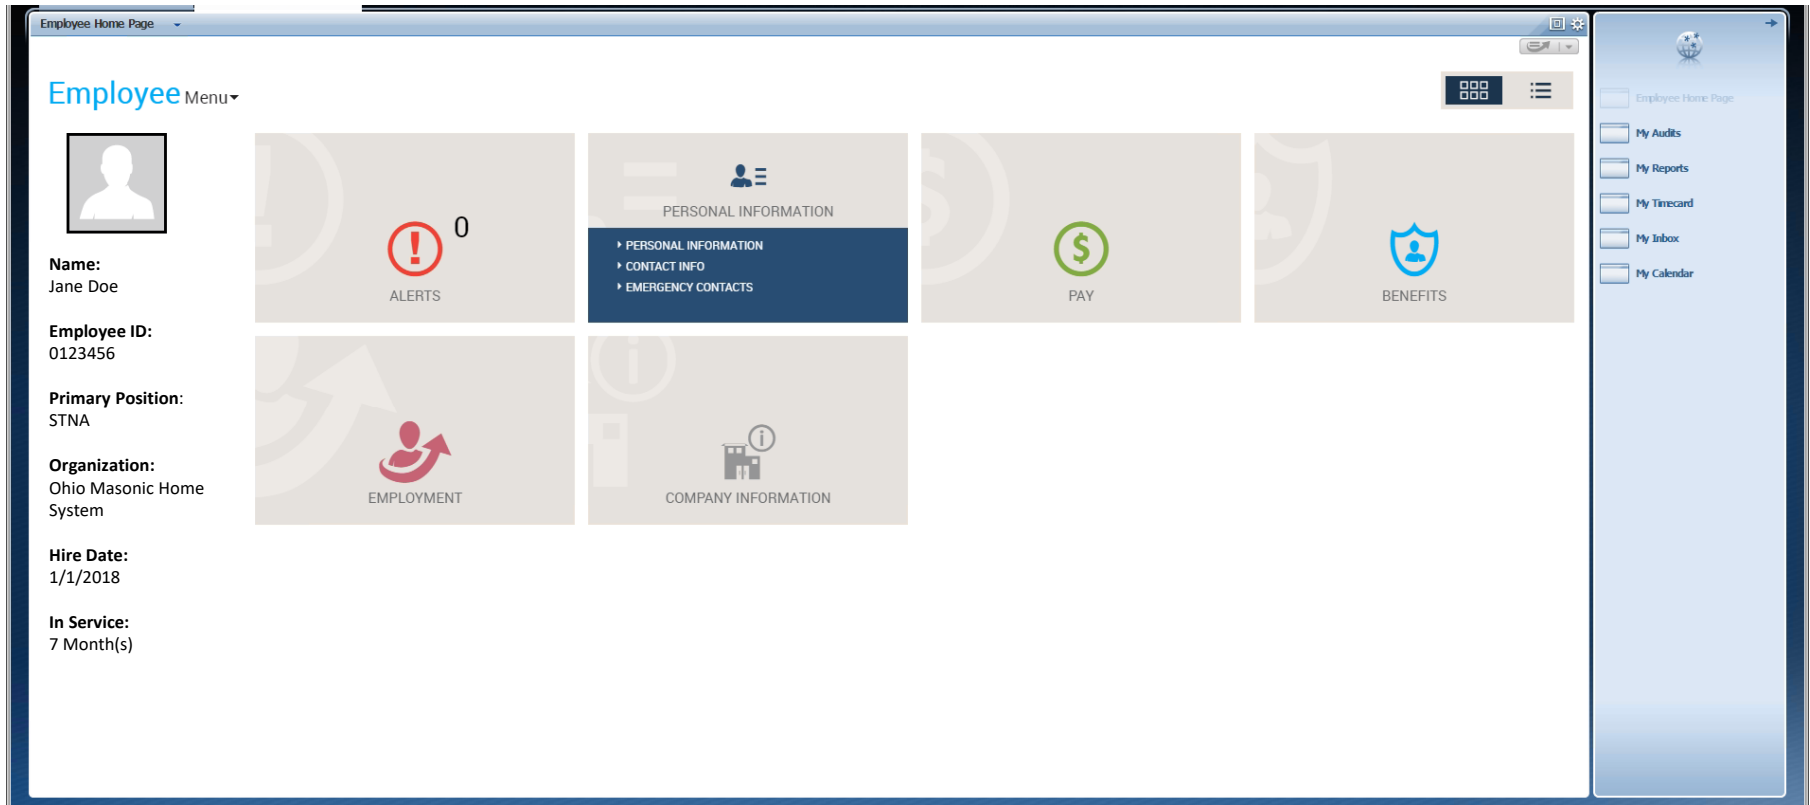 Employee Home Page
Employee Menu
Name:
Jane Doe
Employee ID:
0123456
Primary Position:
STNA
Organization:
Ohio Masonic Home
System
Hire Date:
1/1/2018
In Service:
7 Month(s)
0
ALERTS
PERSONAL INFORMATION
PERSONAL INFORMATION
CONTACT INFO
EMERGENCY CONTACTS
PAY
BENEFITS
EMPLOYMENT
COMPANY INFORMATION
Employee Home Page
My Audits
My Reports
My Timecard
My Inbox
My Calendar